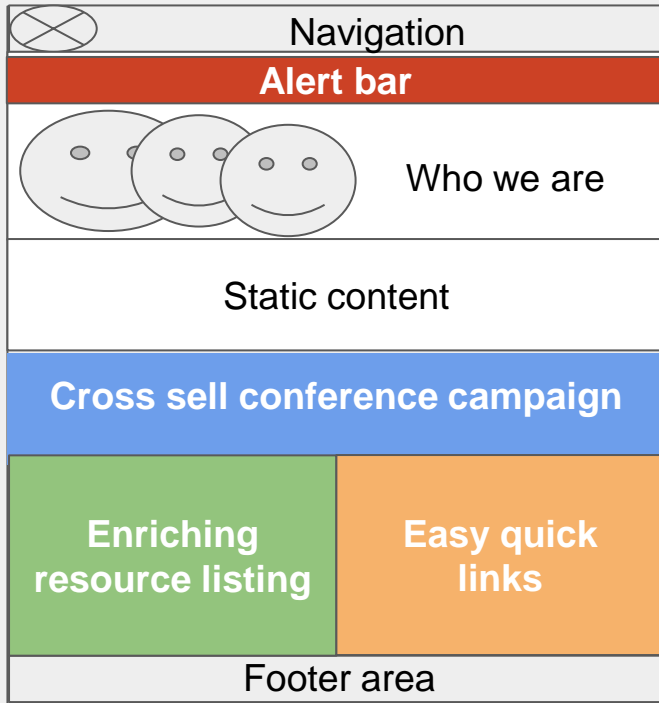 Navigation
Alert bar
Who we are
Static content
Cross sell conference campaign
Enriching
resource listing
Easy quick
links
Footer area